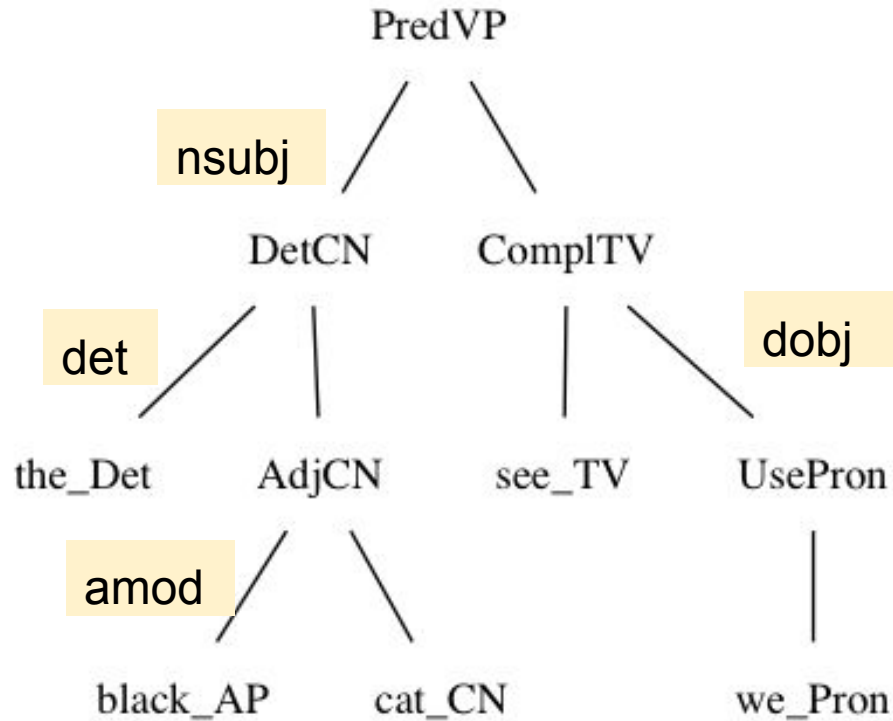 PredVP
nsubj
DetCN ComplTV
det dobj
the_Det AdjCN see_TV UsePron
amod
black_AP cat_CN we_Pron